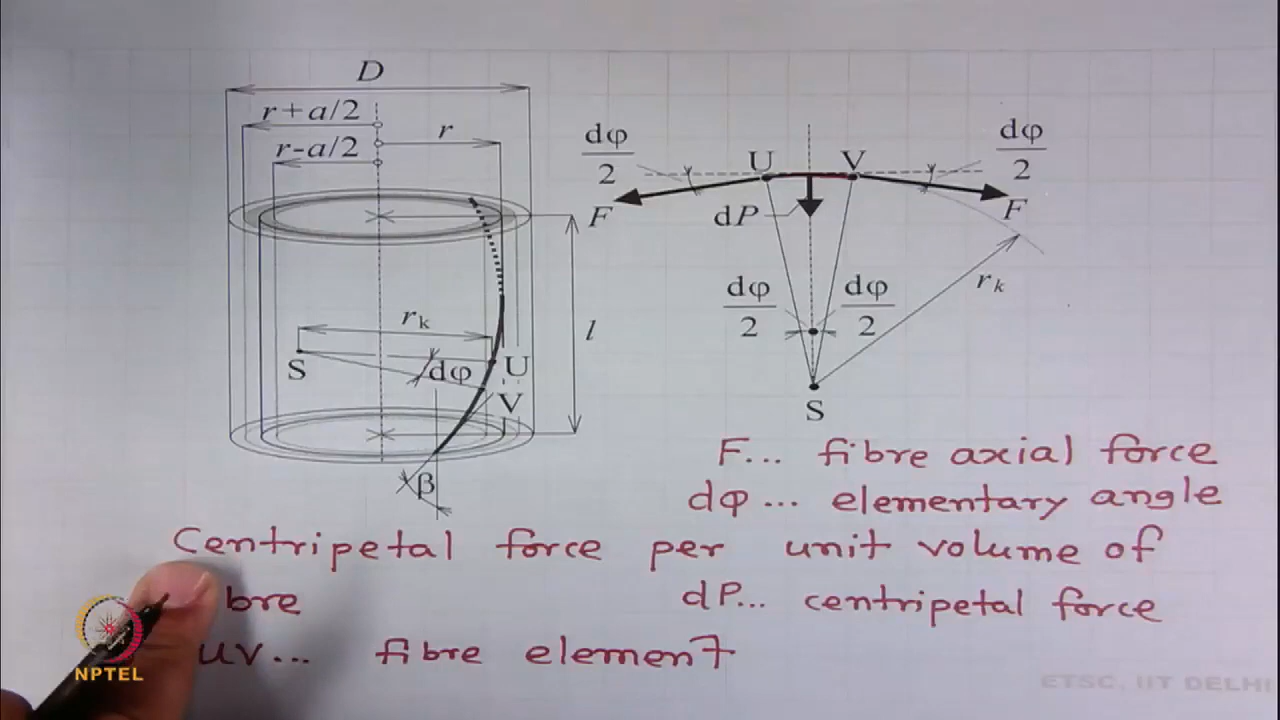 D
r + a/2
r
r-a/2
dφ
2
U
V
dφ
2
F
dP
F
r_k
dφ
2
dφ
2
S
l
r_k
S
dφ
U
V
β
F... fibre axial force
dφ... elementary angle
Centripetal force per unit volume of
bre
dP... centripetal force
UV... fibre element
NPTEL
ETSC, IIT DELHI